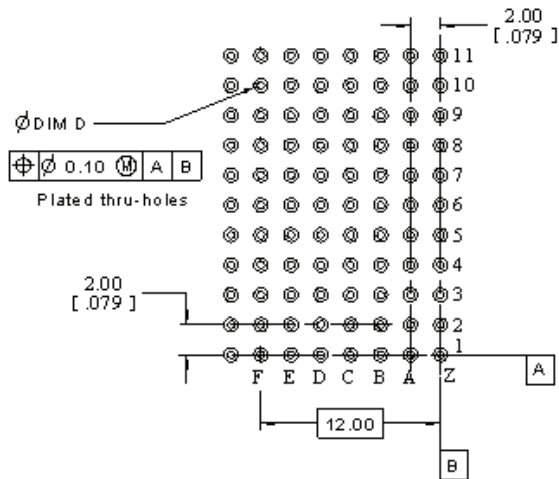 2.00
[ .079 ]
11
10
9
Ø DIM D
8
⌖ Ø 0.10 Ⓜ A B
7
Plated thru-holes
6
5
4
2.00
[ .079 ]
3
2
1
F E D C B A Z
A
12.00
B